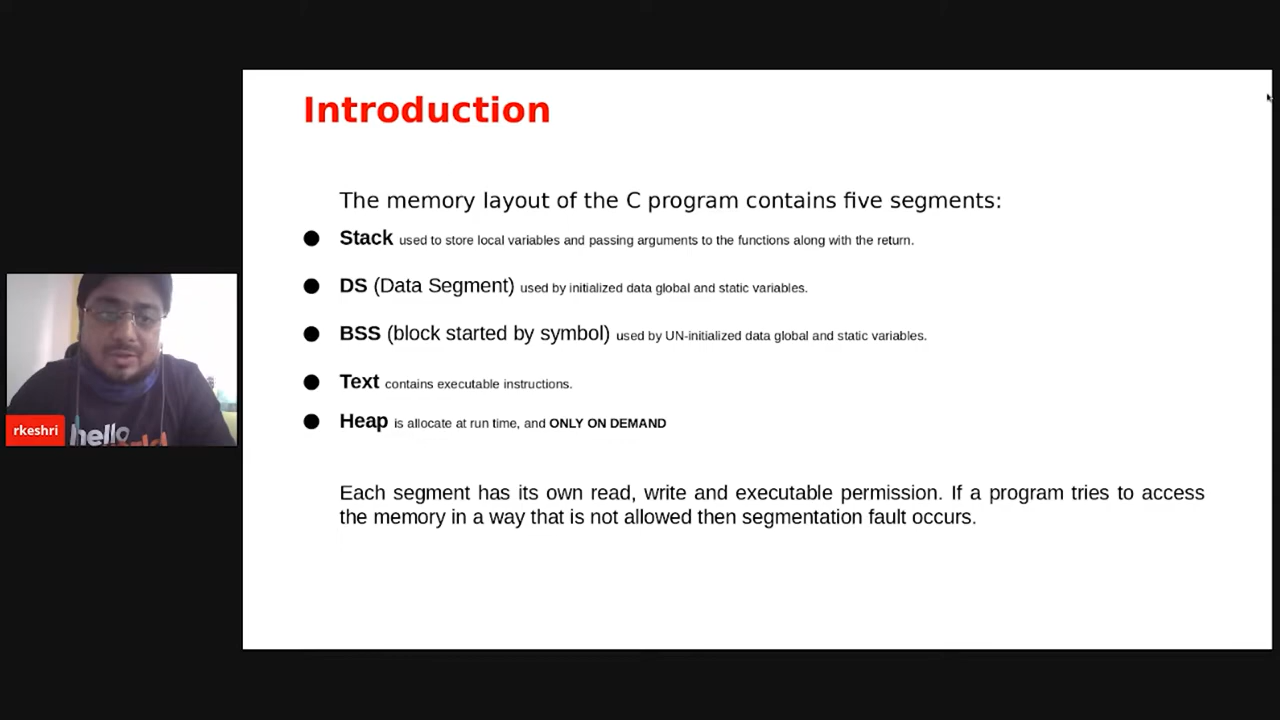 Introduction
The memory layout of the C program contains five segments:
● Stack used to store local variables and passing arguments to the functions along with the return.
● DS (Data Segment) used by initialized data global and static variables.
● BSS (block started by symbol) used by UN-initialized data global and static variables.
● Text contains executable instructions.
● Heap is allocate at run time, and ONLY ON DEMAND
Each segment has its own read, write and executable permission. If a program tries to access
the memory in a way that is not allowed then segmentation fault occurs.
rkeshri
hello